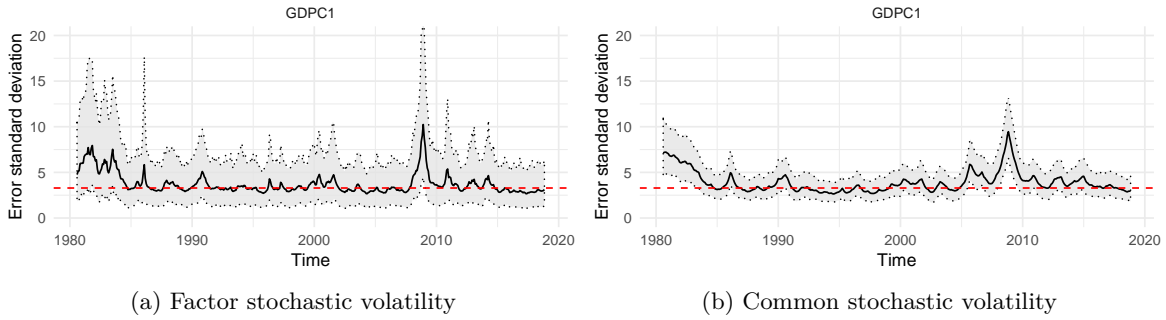 GDPC1
Error standard deviation
20
15
10
5
0
1980 1990 2000 2010 2020
Time
(a) Factor stochastic volatility
GDPC1
Error standard deviation
20
15
10
5
0
1980 1990 2000 2010 2020
Time
(b) Common stochastic volatility